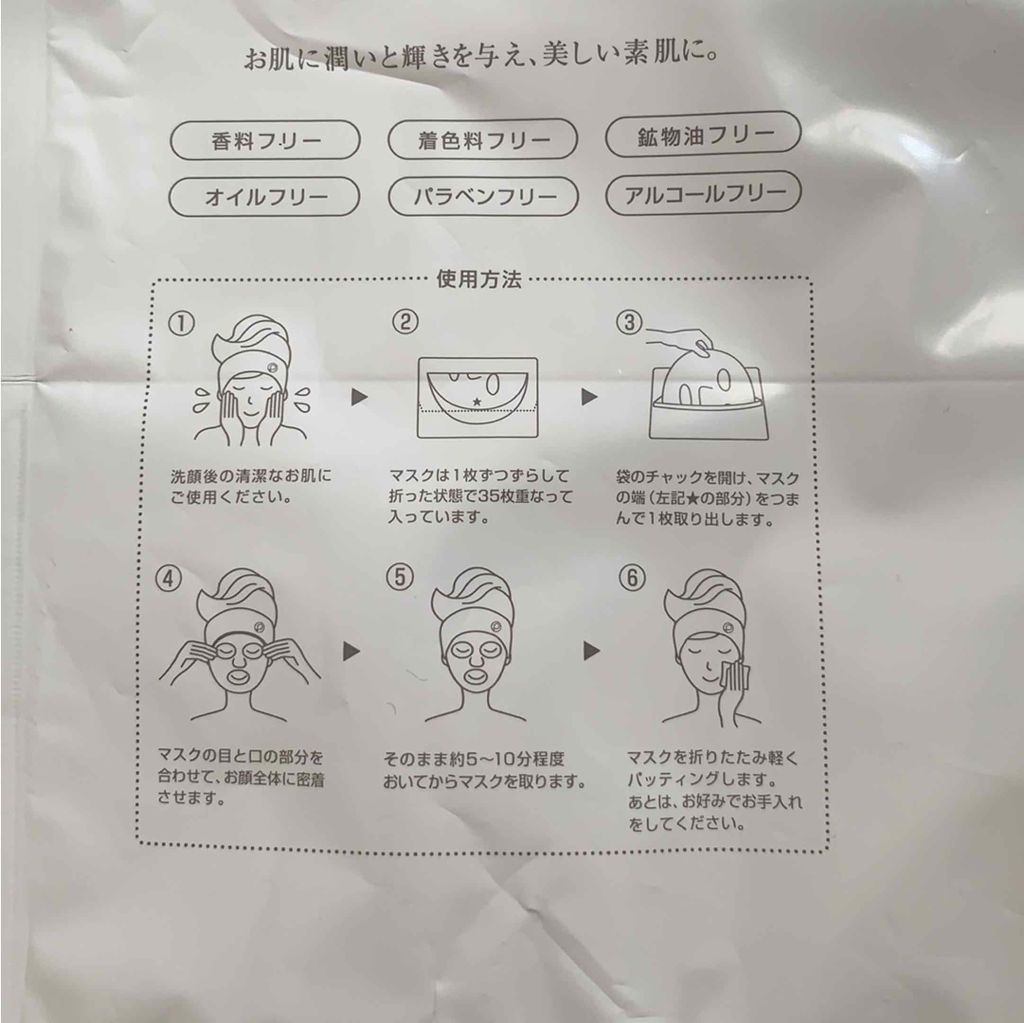 お肌に潤いと輝きを与え、美しい素肌に。
香料フリー
着色料フリー
鉱物油フリー
オイルフリー
パラベンフリー
アルコールフリー
使用方法
①
洗顔後の清潔なお肌に
ご使用ください。
②
★
マスクは1枚ずつずらして
折った状態で35枚重なって
入っています。
③
袋のチャックを開け、マスク
の端（左記★の部分）をつま
んで1枚取り出します。
④
マスクの目と口の部分を
合わせて、お顔全体に密着
させます。
⑤
そのまま約5〜10分程度
おいてからマスクを取ります。
⑥
マスクを折りたたみ軽く
パッティングします。
あとは、お好みでお手入れ
をしてください。